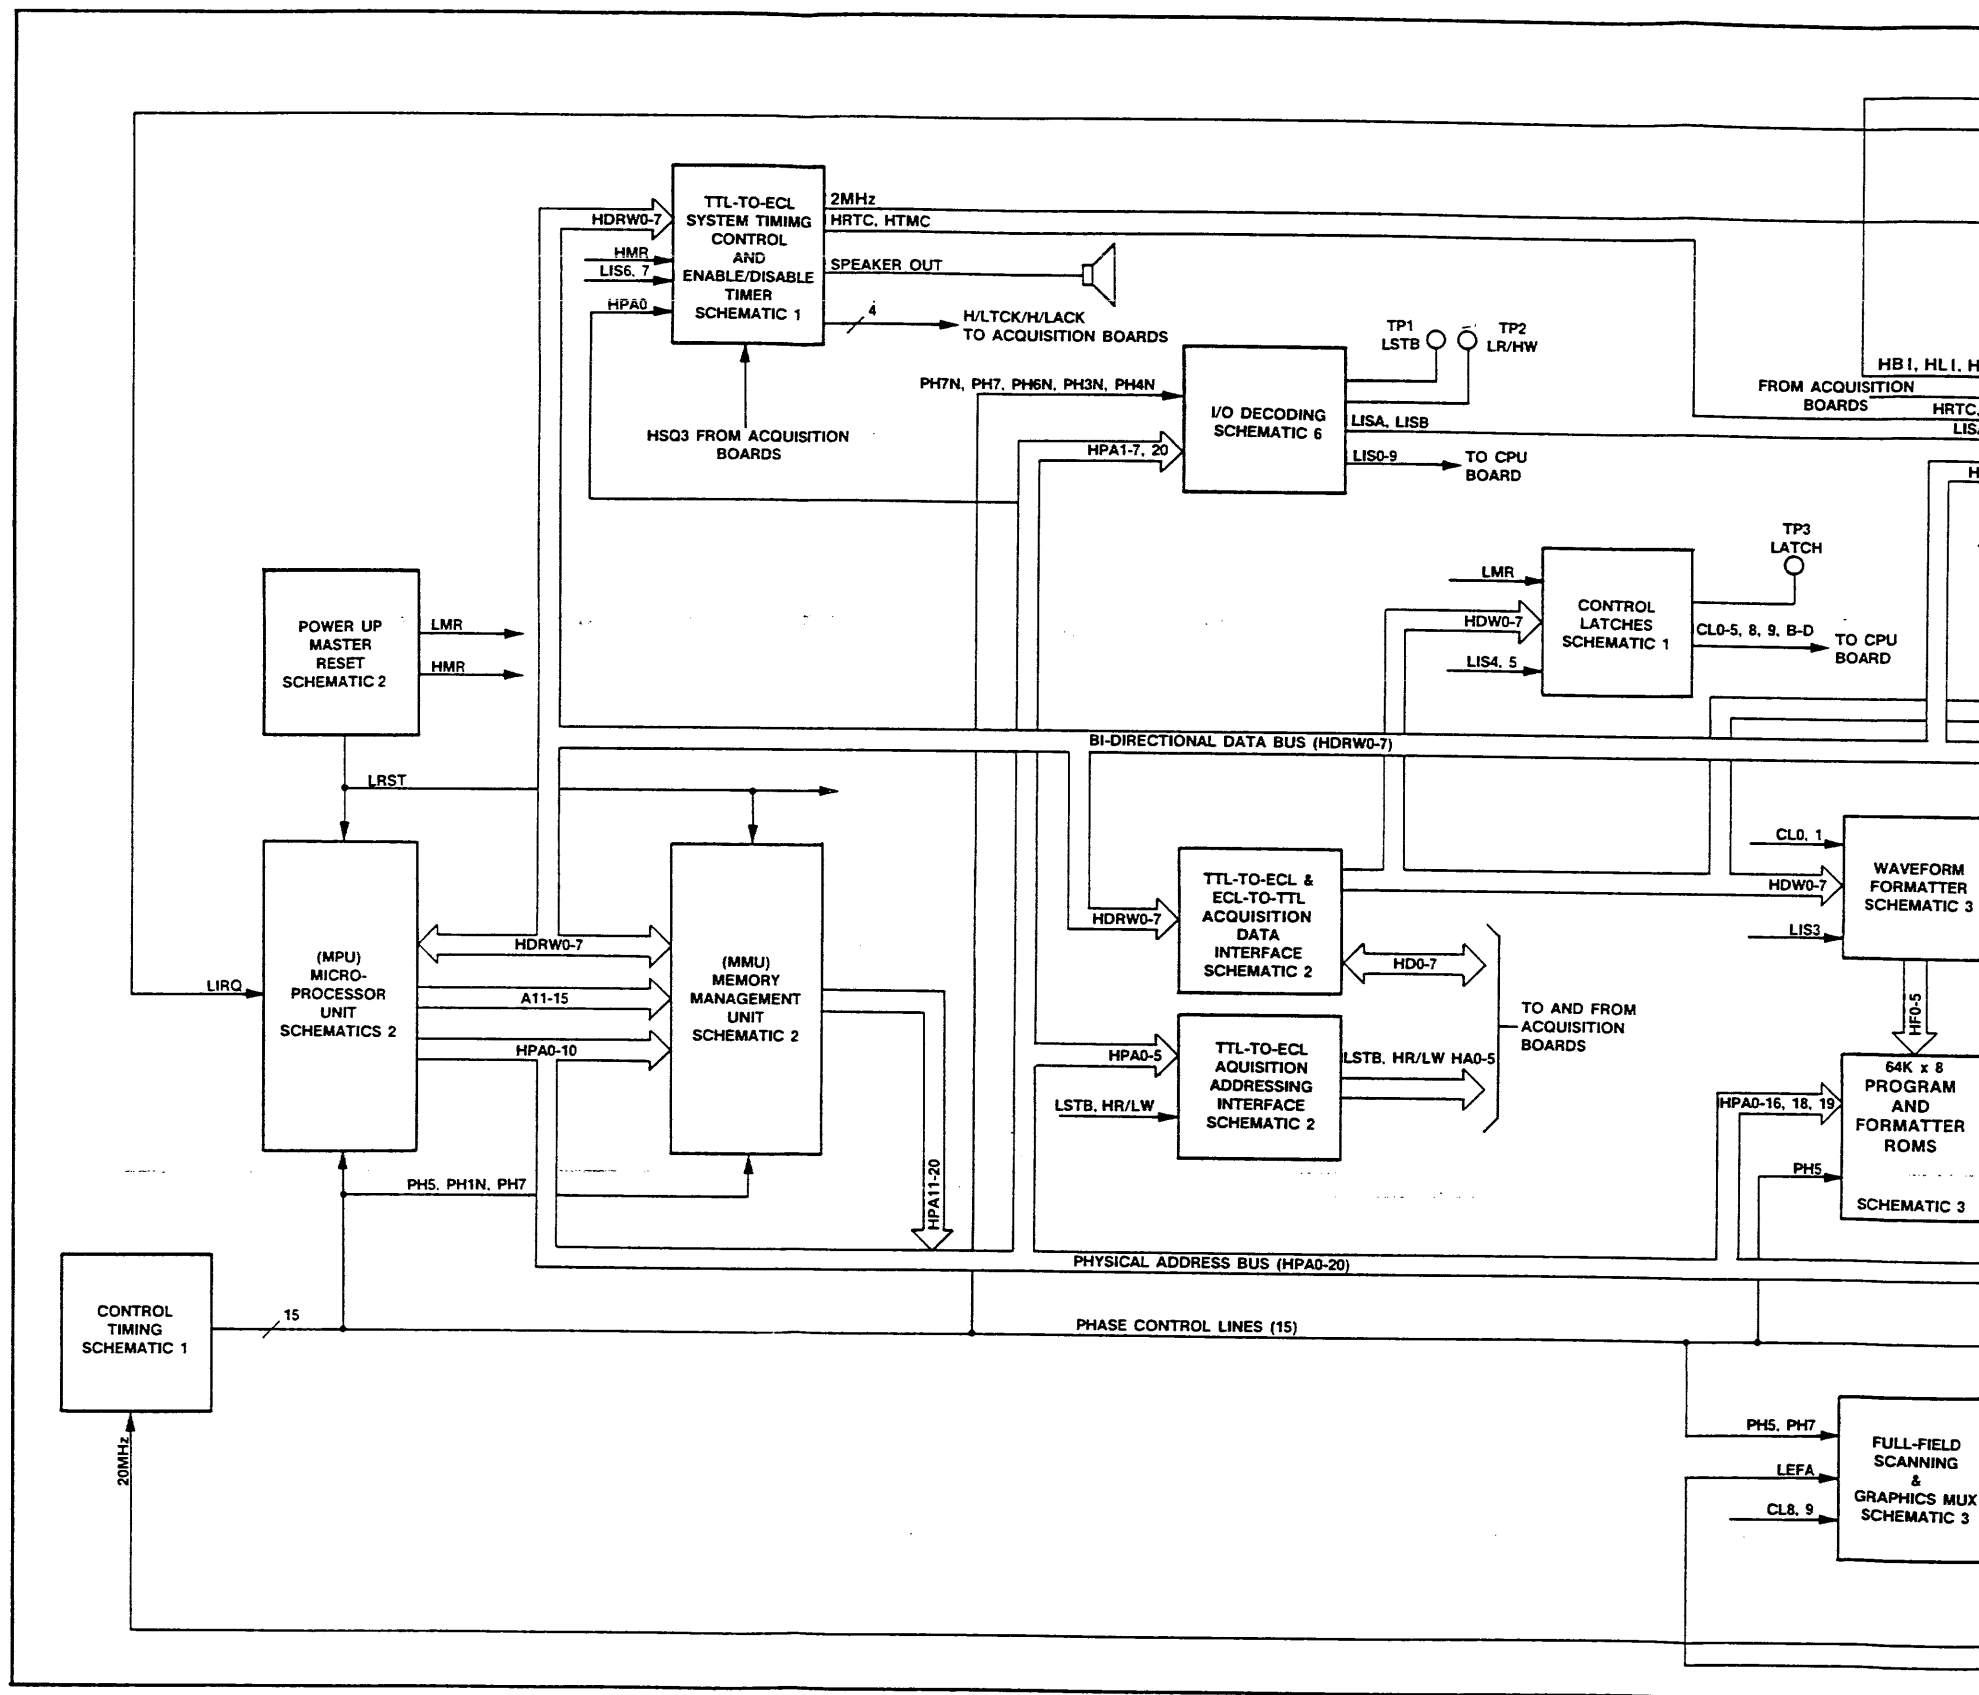 TTL-TO-ECL
SYSTEM TIMIMG
CONTROL
AND
ENABLE/DISABLE
TIMER
SCHEMATIC 1
HDRW0-7
HMR
LIS6, 7
HPA0
2MHz
HRTC, HTMC
SPEAKER OUT
4
H/LTCK/H/LACK
TO ACQUISITION BOARDS
HSQ3 FROM ACQUISITION
BOARDS
PH7N, PH7, PH6N, PH3N, PH4N
HPA1-7, 20
I/O DECODING
SCHEMATIC 6
TP1
LSTB
TP2
LR/HW
LISA, LISB
LIS0-9
TO CPU
BOARD
HB1, HL1, H
FROM ACQUISITION
BOARDS
HRTC,
LIS
H
TP3
LATCH
LMR
HDW0-7
LIS4, 5
CONTROL
LATCHES
SCHEMATIC 1
CL0-5, 8, 9, B-D
TO CPU
BOARD
POWER UP
MASTER
RESET
SCHEMATIC 2
LMR
HMR
BI-DIRECTIONAL DATA BUS (HDRW0-7)
LRST
(MPU)
MICRO-
PROCESSOR
UNIT
SCHEMATICS 2
LIRQ
HDRW0-7
A11-15
HPA0-10
(MMU)
MEMORY
MANAGEMENT
UNIT
SCHEMATIC 2
HPA11-20
PH5, PH1N, PH7
TTL-TO-ECL &
ECL-TO-TTL
ACQUISITION
DATA
INTERFACE
SCHEMATIC 2
HDRW0-7
HD0-7
TTL-TO-ECL
AQUISITION
ADDRESSING
INTERFACE
SCHEMATIC 2
HPA0-5
LSTB, HR/LW
LSTB, HR/LW HA0-5
TO AND FROM
ACQUISITION
BOARDS
CL0, 1
HDW0-7
LIS3
WAVEFORM
FORMATTER
SCHEMATIC 3
HF0-5
64K x 8
PROGRAM
AND
FORMATTER
ROMS
SCHEMATIC 3
HPA0-16, 18, 19
PH5
PHYSICAL ADDRESS BUS (HPA0-20)
CONTROL
TIMING
SCHEMATIC 1
15
PHASE CONTROL LINES (15)
20MHz
PH5, PH7
LEFA
CL8, 9
FULL-FIELD
SCANNING
&
GRAPHICS MUX
SCHEMATIC 3